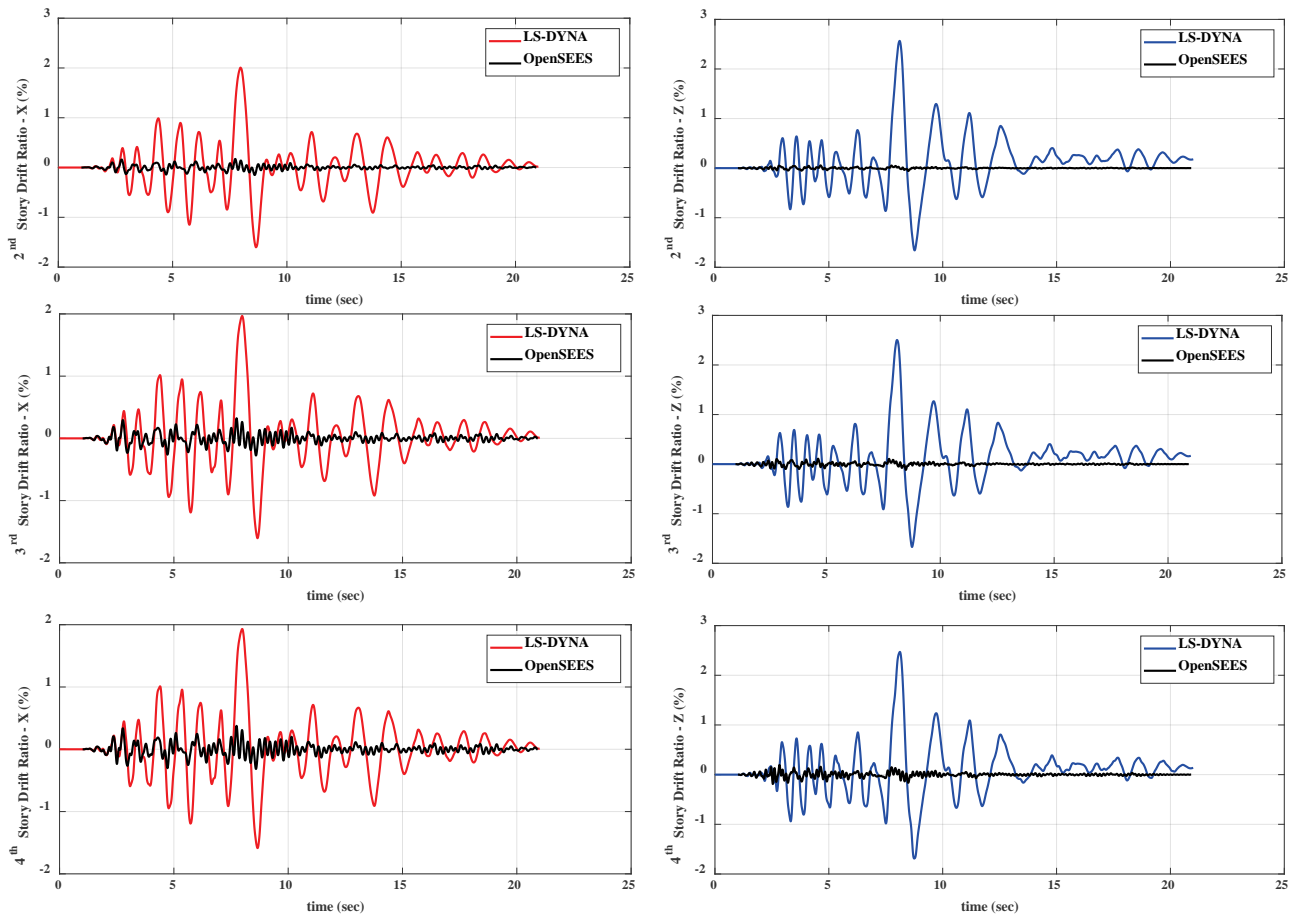 3
2
1
0
-1
-2
2nd Story Drift Ratio - X (%)
LS-DYNA
OpenSEES
0
5
10
15
20
25
time (sec)
3
2
1
0
-1
-2
2nd Story Drift Ratio - Z (%)
LS-DYNA
OpenSEES
0
5
10
15
20
25
time (sec)
2
1
0
-1
-2
3rd Story Drift Ratio - X (%)
LS-DYNA
OpenSEES
0
5
10
15
20
25
time (sec)
3
2
1
0
-1
-2
3rd Story Drift Ratio - Z (%)
LS-DYNA
OpenSEES
0
5
10
15
20
25
time (sec)
2
1
0
-1
-2
4th Story Drift Ratio - X (%)
LS-DYNA
OpenSEES
0
5
10
15
20
25
time (sec)
3
2
1
0
-1
-2
4th Story Drift Ratio - Z (%)
LS-DYNA
OpenSEES
0
5
10
15
20
25
time (sec)